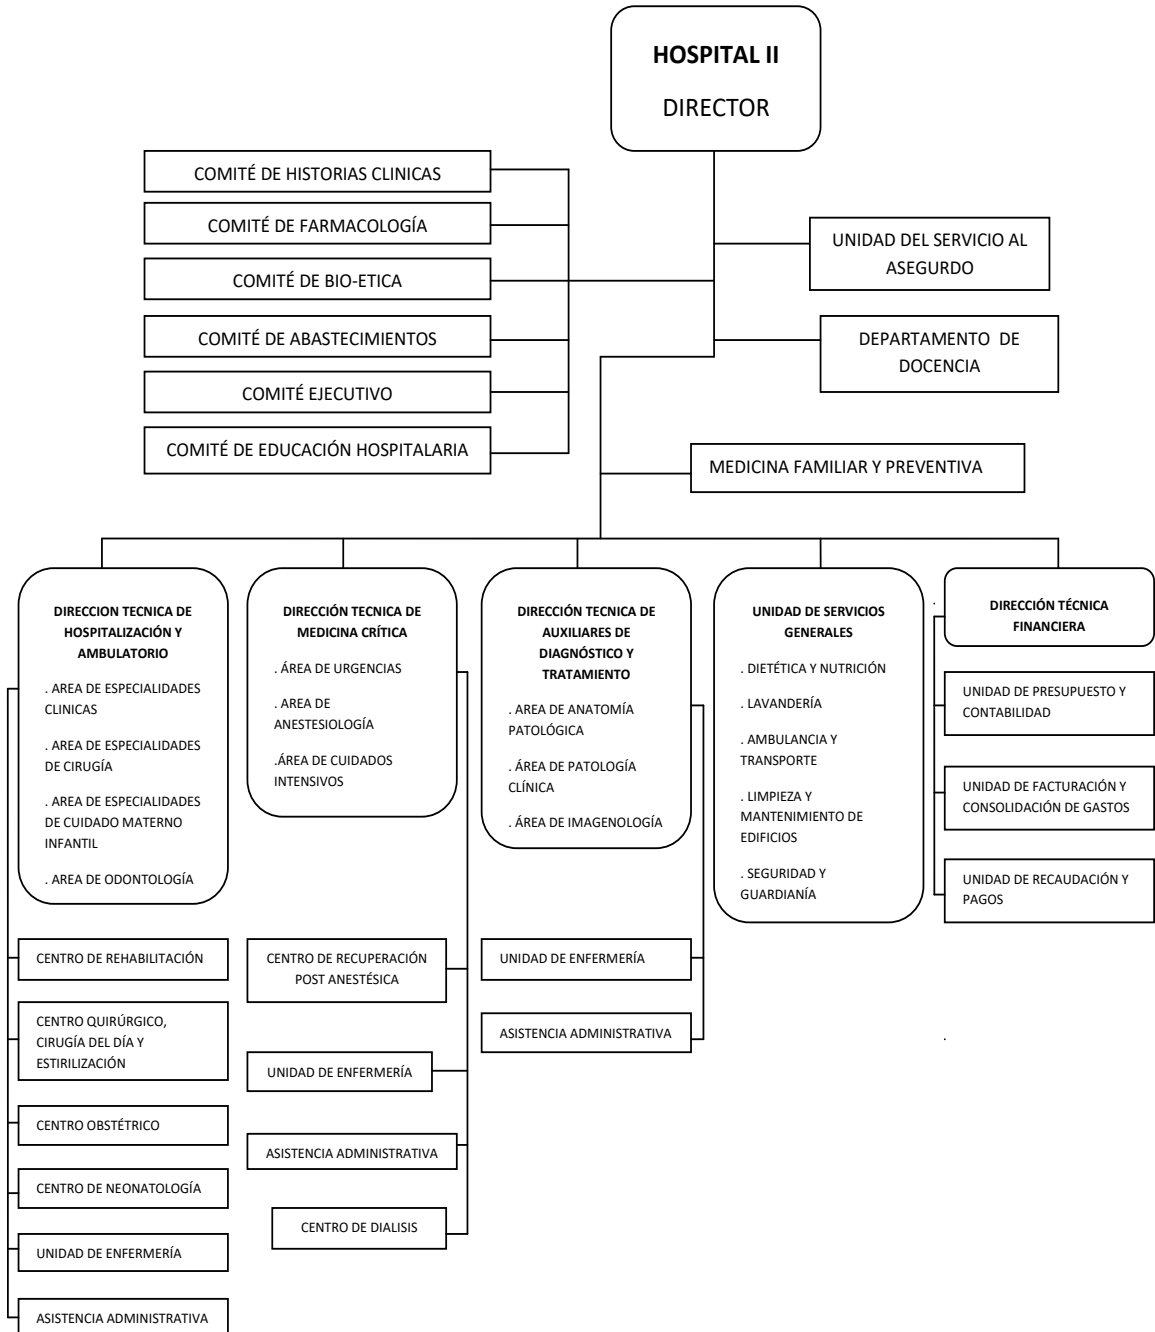 HOSPITAL II
DIRECTOR
COMITÉ DE HISTORIAS CLINICAS
COMITÉ DE FARMACOLOGÍA
COMITÉ DE BIO-ETICA
COMITÉ DE ABASTECIMIENTOS
COMITÉ EJECUTIVO
COMITÉ DE EDUCACIÓN HOSPITALARIA
UNIDAD DEL SERVICIO AL
ASEGURDO
DEPARTAMENTO DE
DOCENCIA
MEDICINA FAMILIAR Y PREVENTIVA
DIRECCION TECNICA DE
HOSPITALIZACIÓN Y
AMBULATORIO
. AREA DE ESPECIALIDADES
CLINICAS
. AREA DE ESPECIALIDADES
DE CIRUGÍA
. AREA DE ESPECIALIDADES
DE CUIDADO MATERNO
INFANTIL
. AREA DE ODONTOLOGÍA
CENTRO DE REHABILITACIÓN
CENTRO QUIRÚRGICO,
CIRUGÍA DEL DÍA Y
ESTIRILIZACIÓN
CENTRO OBSTÉTRICO
CENTRO DE NEONATOLOGÍA
UNIDAD DE ENFERMERÍA
ASISTENCIA ADMINISTRATIVA
DIRECCIÓN TECNICA DE
MEDICINA CRÍTICA
. ÁREA DE URGENCIAS
. AREA DE
ANESTESIOLOGÍA
.ÁREA DE CUIDADOS
INTENSIVOS
CENTRO DE RECUPERACIÓN
POST ANESTÉSICA
UNIDAD DE ENFERMERÍA
ASISTENCIA ADMINISTRATIVA
CENTRO DE DIALISIS
DIRECCIÓN TECNICA DE
AUXILIARES DE
DIAGNÓSTICO Y
TRATAMIENTO
. AREA DE ANATOMÍA
PATOLÓGICA
. ÁREA DE PATOLOGÍA
CLÍNICA
. ÁREA DE IMAGENOLOGÍA
UNIDAD DE ENFERMERÍA
ASISTENCIA ADMINISTRATIVA
UNIDAD DE SERVICIOS
GENERALES
. DIETÉTICA Y NUTRICIÓN
. LAVANDERÍA
. AMBULANCIA Y
TRANSPORTE
. LIMPIEZA Y
MANTENIMIENTO DE
EDIFICIOS
. SEGURIDAD Y
GUARDIANÍA
DIRECCIÓN TÉCNICA
FINANCIERA
UNIDAD DE PRESUPUESTO Y
CONTABILIDAD
UNIDAD DE FACTURACIÓN Y
CONSOLIDACIÓN DE GASTOS
UNIDAD DE RECAUDACIÓN Y
PAGOS